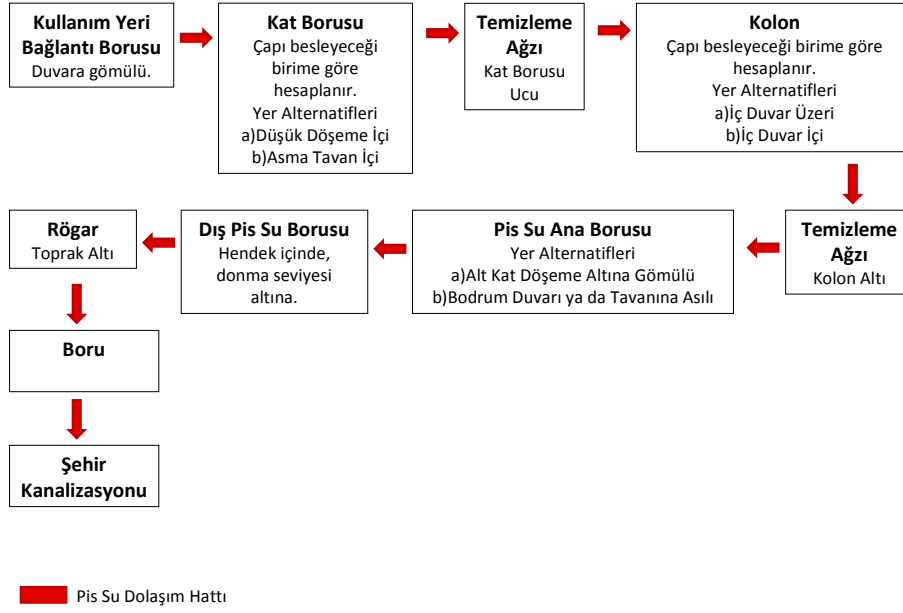 Kullanım Yeri
Bağlantı Borusu
Duvara gömülü.
Kat Borusu
Çapı besleyeceği
birime göre
hesaplanır.
Yer Alternatifleri
a)Düşük Döşeme İçi
b)Asma Tavan İçi
Temizleme
Ağzı
Kat Borusu
Ucu
Kolon
Çapı besleyeceği birime göre
hesaplanır.
Yer Alternatifleri
a)İç Duvar Üzeri
b)İç Duvar İçi
Temizleme
Ağzı
Kolon Altı
Pis Su Ana Borusu
Yer Alternatifleri
a)Alt Kat Döşeme Altına Gömülü
b)Bodrum Duvarı ya da Tavanına Asılı
Dış Pis Su Borusu
Hendek içinde,
donma seviyesi
altına.
Rögar
Toprak Altı
Boru
Şehir
Kanalizasyonu
Pis Su Dolaşım Hattı